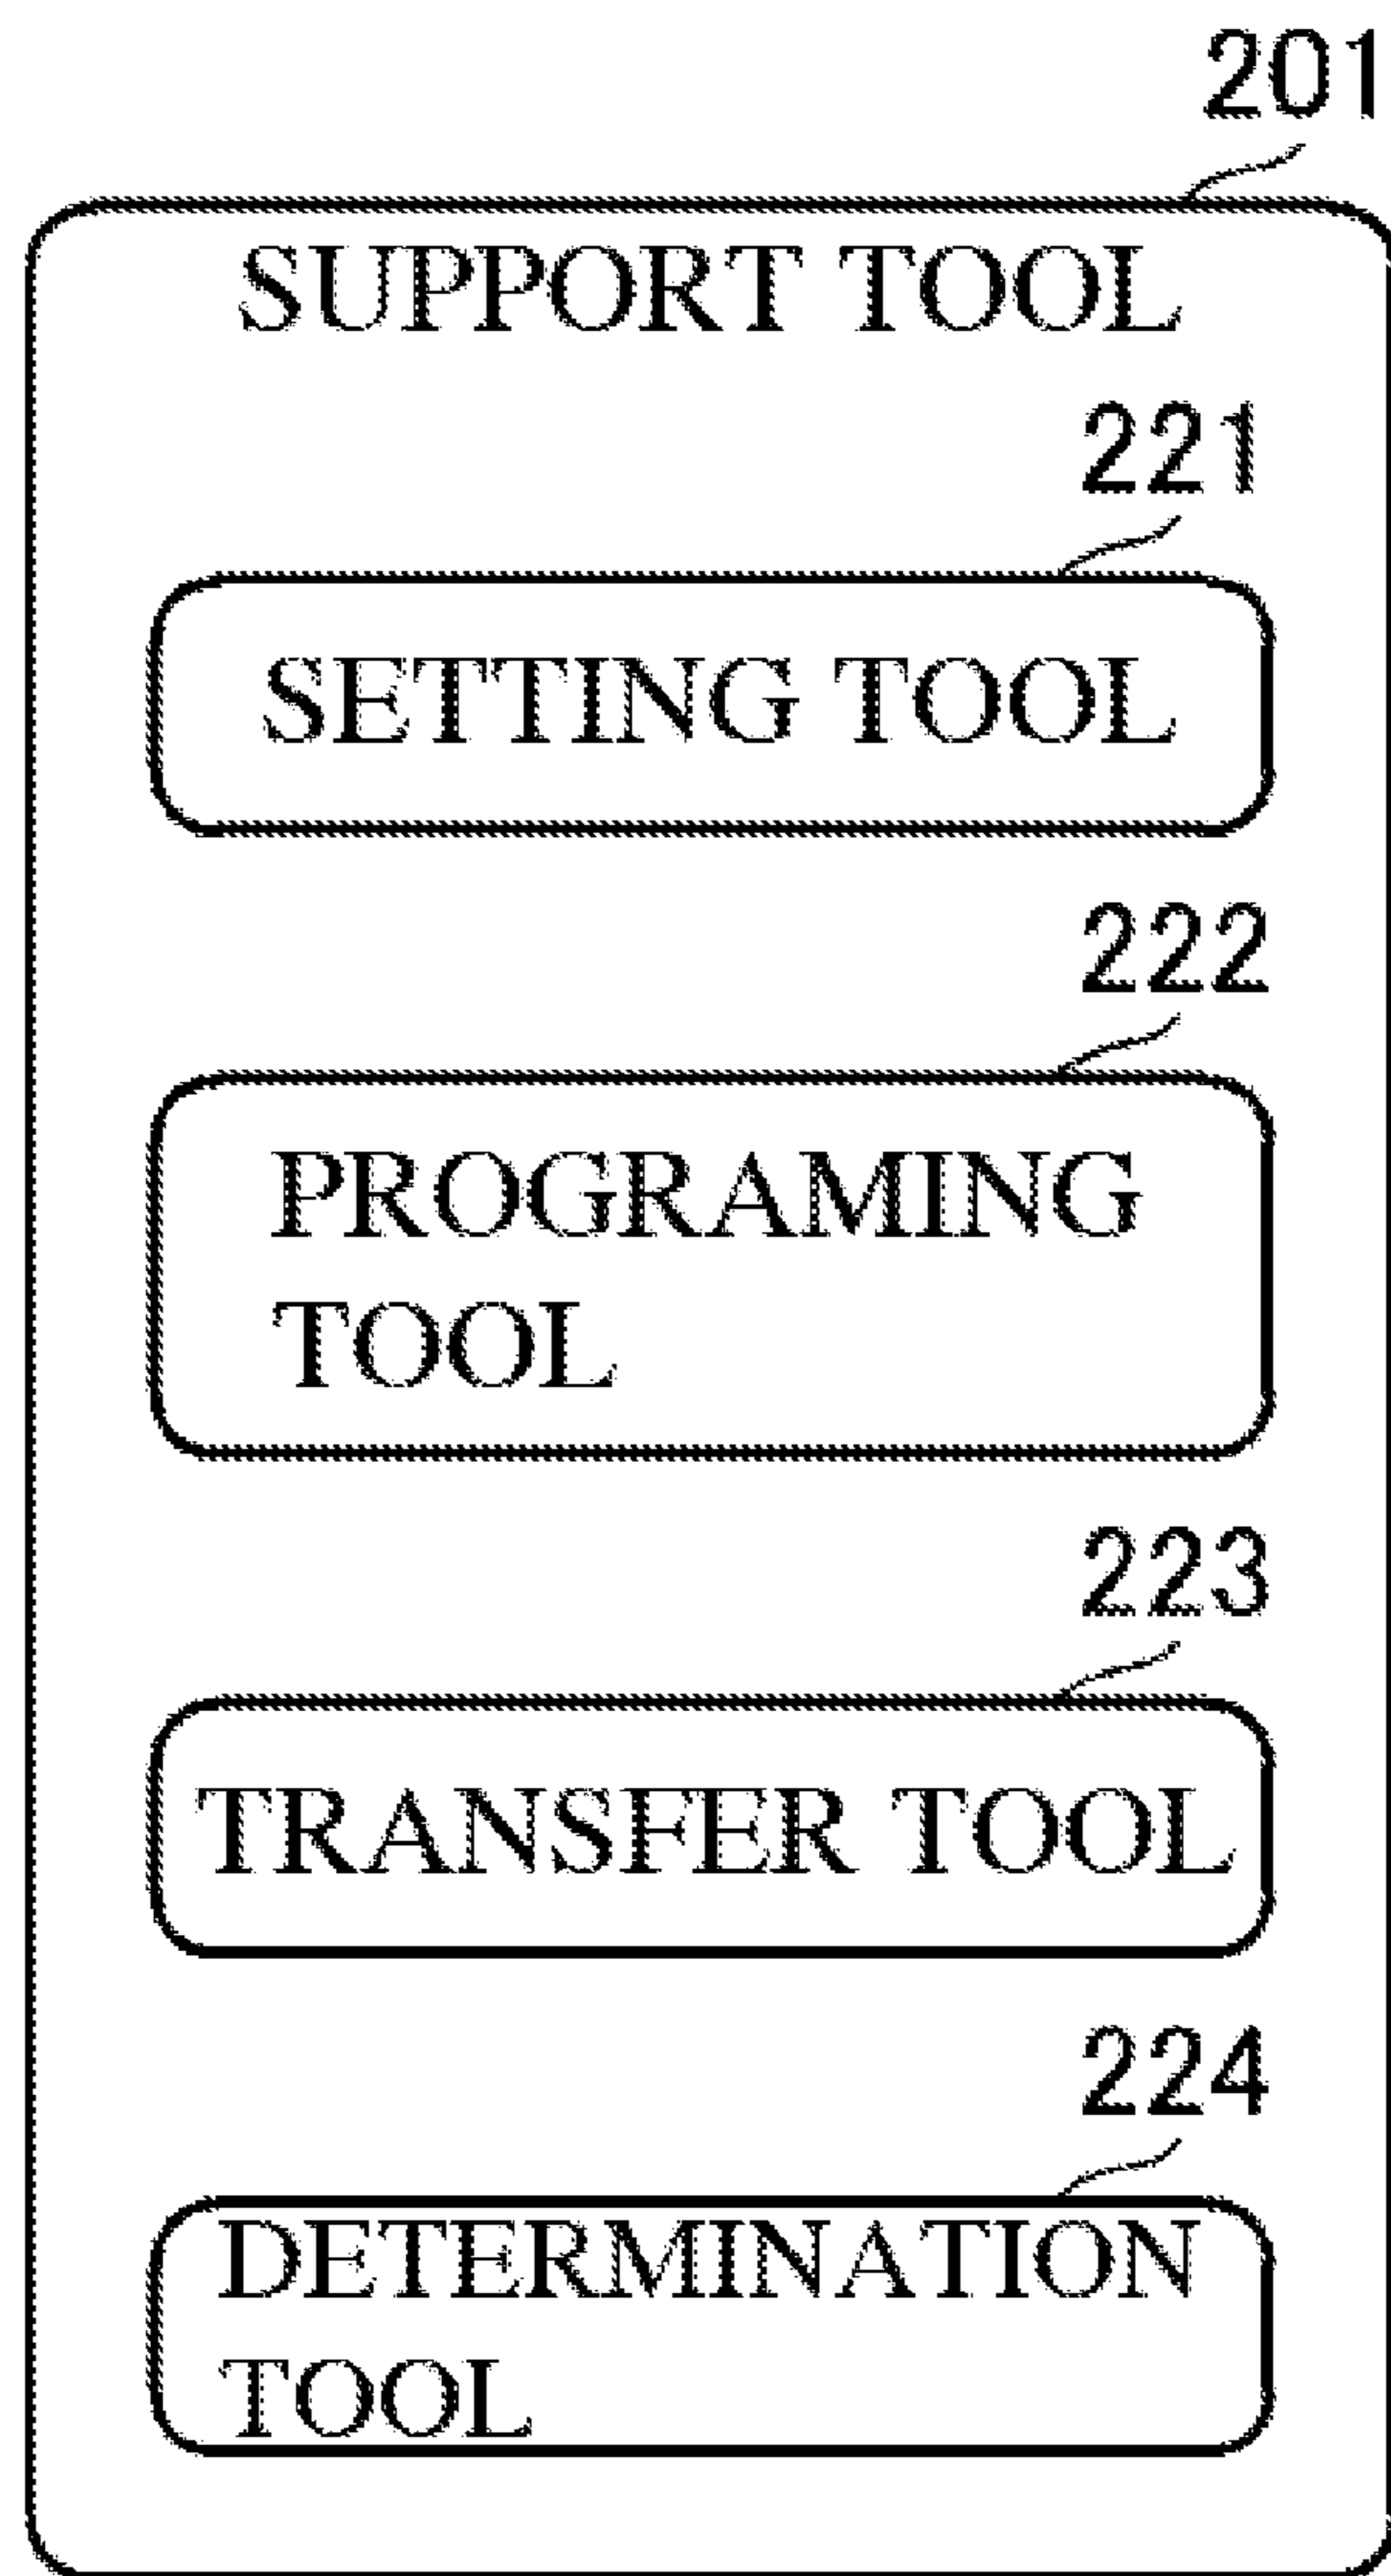 201
SUPPORT TOOL
221
SETTING TOOL
222
PROGRAMING
TOOL
223
TRANSFER TOOL
224
DETERMINATION
TOOL